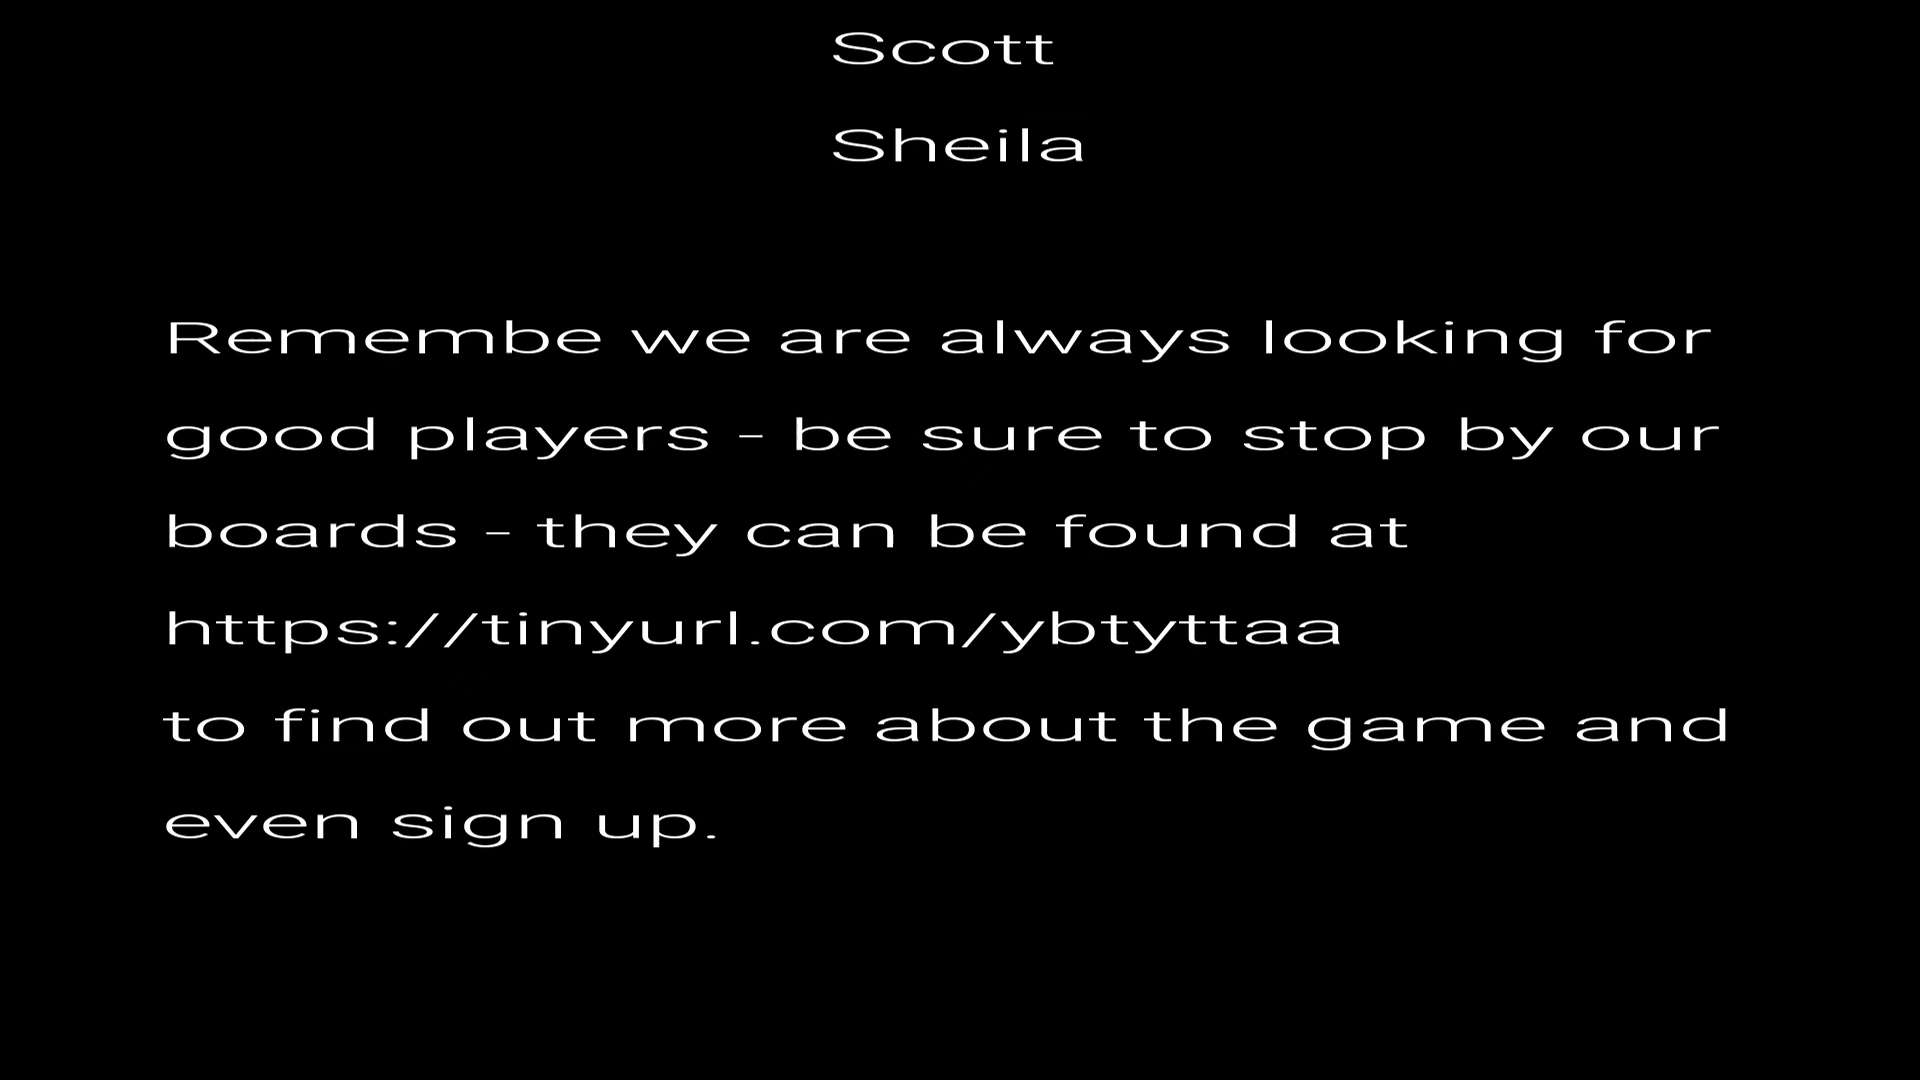 Scott
Sheila
Remembe we are always looking for
good players - be sure to stop by our
boards - they can be found at
https://tinyurl.com/ybtyttaa
to find out more about the game and
even sign up.